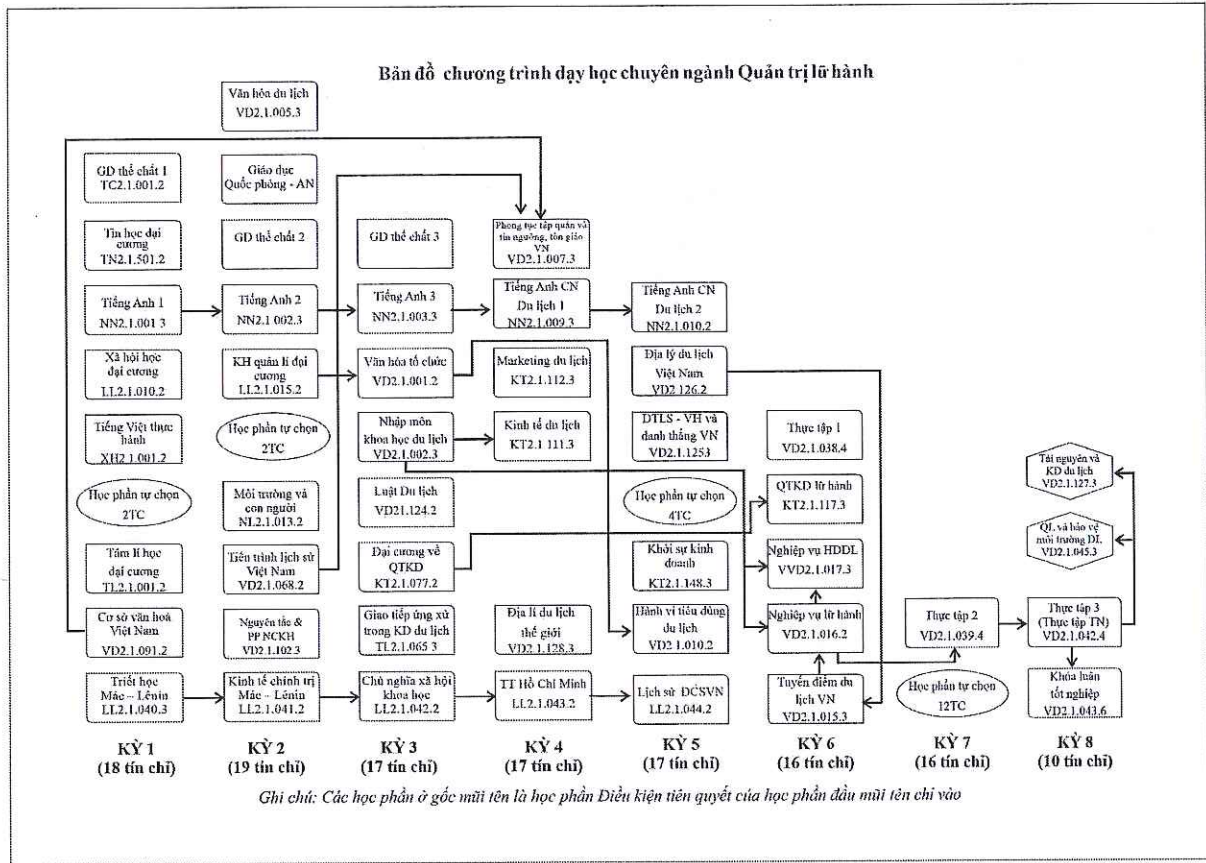 Bản đồ chương trình dạy học chuyên ngành Quản trị lữ hành
Văn hóa du lịch
VD2.1.005.3
GD thể chất 1
TC2.1.001.2
Giáo dục
Quốc phòng - AN
Tin học đại
cương
TN2.1.501.2
GD thể chất 2
GD thể chất 3
Phong tục tập quán và
tín ngưỡng, tôn giáo
VN
VD2.1.007.3
Tiếng Anh 1
NN2.1.001 3
Tiếng Anh 2
NN2.1 002.3
Tiếng Anh 3
NN2.1.003.3
Tiếng Anh CN
Du lịch 1
NN2.1.009.3
Tiếng Anh CN
Du lịch 2
NN2.1.010.2
Xã hội học
đại cương
LL2.1.010.2
KH quản lí đại
cương
LL2.1.015.2
Văn hóa tổ chức
VD2.1.001.2
Marketing du lịch
KT2.1.112.3
Địa lý du lịch
Việt Nam
VD2 126.2
Tiếng Việt thực
hành
XH2 1.001.2
Học phần tự chọn
2TC
Nhập môn
khoa học du lịch
VD2.1.002.3
Kinh tế du lịch
KT2.1 111.3
DTLS - VH và
danh thắng VN
VD2.1.1253
Thực tập 1
VD2.1.038.4
Tài nguyên và
KD du lịch
VD2.1.127.3
Học phần tự chọn
2TC
Môi trường và
con người
NL2.1.013.2
Luật Du lịch
VD21.124.2
Học phần tự chọn
4TC
QTKD lữ hành
KT2.1.117.3
QL và bảo vệ
môi trường DL
VD2.1.045.3
Tâm lí học
đại cương
TL2.1.001.2
Tiến trình lịch sử
Việt Nam
VD2.1.068.2
Đại cương về
QTKD
KT2.1.077.2
Khởi sự kinh
doanh
KT2.1.148.3
Nghiệp vụ HDDL
VVD2.1.017.3
Cơ sở văn hoá
Việt Nam
VD2.1.091.2
Nguyên tắc &
PP NCKH
VD2 1.102.3
Giao tiếp ứng xử
trong KD du lịch
TL2.1.065 3
Địa lí du lịch
thế giới
VD2.1.128.3
Hành vi tiêu dùng
du lịch
VD2 1.010.2
Nghiệp vụ lữ hành
VD2.1.016.2
Thực tập 2
VD2.1.039.4
Thực tập 3
(Thực tập TN)
VD2.1.042.4
Triết học
Mác – Lênin
LL2.1.040.3
Kinh tế chính trị
Mác – Lênin
LL2.1.041.2
Chủ nghĩa xã hội
khoa học
LL2.1.042.2
TT Hồ Chí Minh
LL2.1.043.2
Lịch sử ĐCSVN
LL2.1.044.2
Tuyến điểm du
lịch VN
VD2.1.015.3
Học phần tự chọn
12TC
Khóa luận
tốt nghiệp
VD2.1.043.6
KỲ 1
(18 tín chỉ)
KỲ 2
(19 tín chỉ)
KỲ 3
(17 tín chỉ)
KỲ 4
(17 tín chỉ)
KỲ 5
(17 tín chỉ)
KỲ 6
(16 tín chỉ)
KỲ 7
(16 tín chỉ)
KỲ 8
(10 tín chỉ)
Ghi chú: Các học phần ở gốc mũi tên là học phần Điều kiện tiên quyết của học phần đầu mũi tên chỉ vào